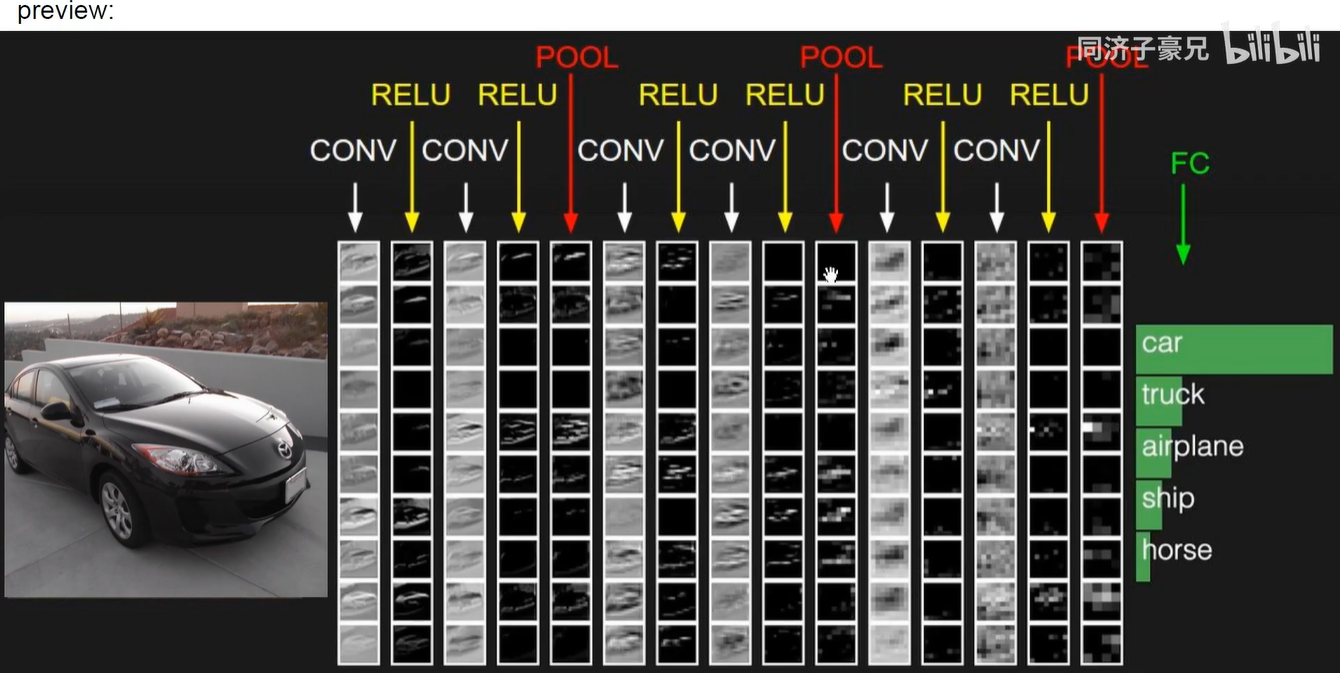 preview:
同济子豪兄 bilibili
POOL POOL POOL
RELU RELU RELU RELU RELU RELU
CONV CONV CONV CONV CONV CONV
FC
car
truck
airplane
ship
horse